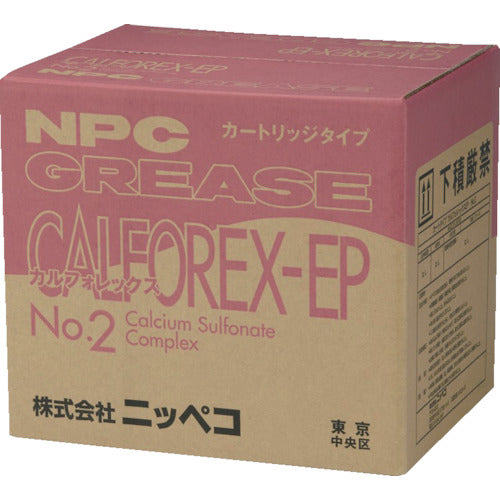 CALFOREX-EP
NPC
カートリッジタイプ
GREASE
CALFOREX-EP
カルフォレックス
No.2 Calcium Sulfonate
Complex
株式会社 ニッペコ
東京
中央区
下積厳禁